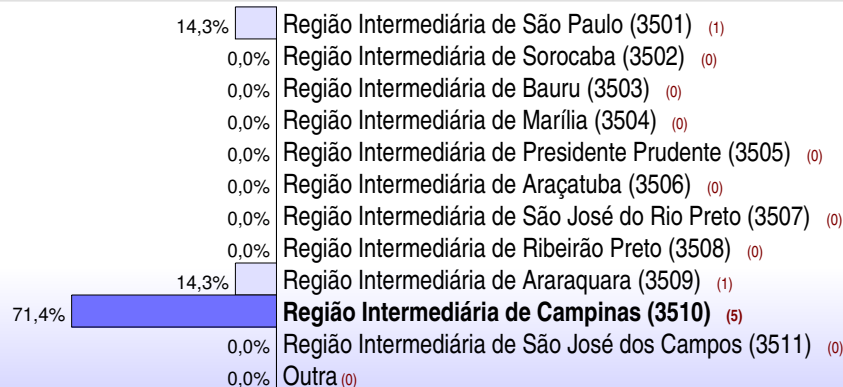 14,3% Região Intermediária de São Paulo (3501) (1)
0,0% Região Intermediária de Sorocaba (3502) (0)
0,0% Região Intermediária de Bauru (3503) (0)
0,0% Região Intermediária de Marília (3504) (0)
0,0% Região Intermediária de Presidente Prudente (3505) (0)
0,0% Região Intermediária de Araçatuba (3506) (0)
0,0% Região Intermediária de São José do Rio Preto (3507) (0)
0,0% Região Intermediária de Ribeirão Preto (3508) (0)
14,3% Região Intermediária de Araraquara (3509) (1)
71,4% Região Intermediária de Campinas (3510) (5)
0,0% Região Intermediária de São José dos Campos (3511) (0)
0,0% Outra (0)